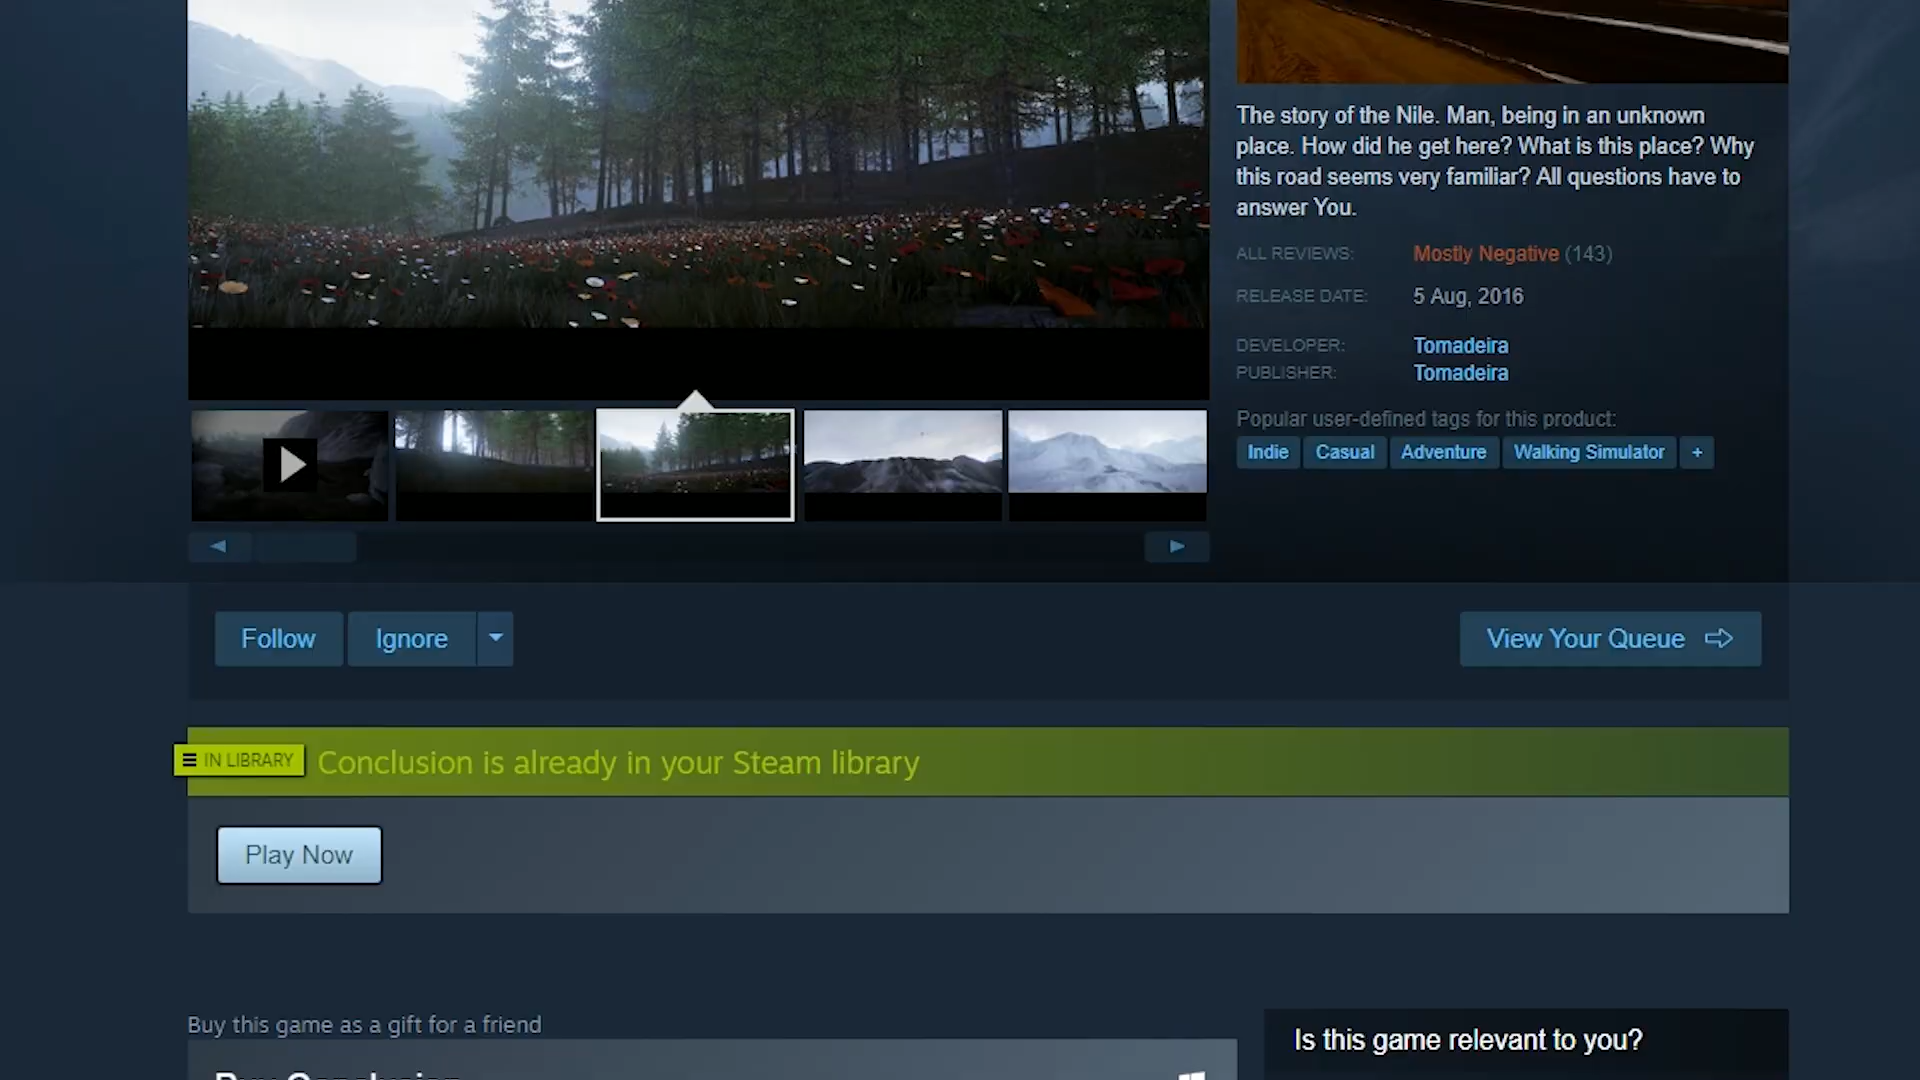 The story of the Nile. Man, being in an unknown
place. How did he get here? What is this place? Why
this road seems very familiar? All questions have to
answer You.
ALL REVIEWS: Mostly Negative (143)
RELEASE DATE: 5 Aug, 2016
DEVELOPER: Tomadeira
PUBLISHER: Tomadeira
Popular user-defined tags for this product:
Indie Casual Adventure Walking Simulator +
Follow Ignore View Your Queue
IN LIBRARY Conclusion is already in your Steam library
Play Now
Buy this game as a gift for a friend
Is this game relevant to you?
Buy Conclusion